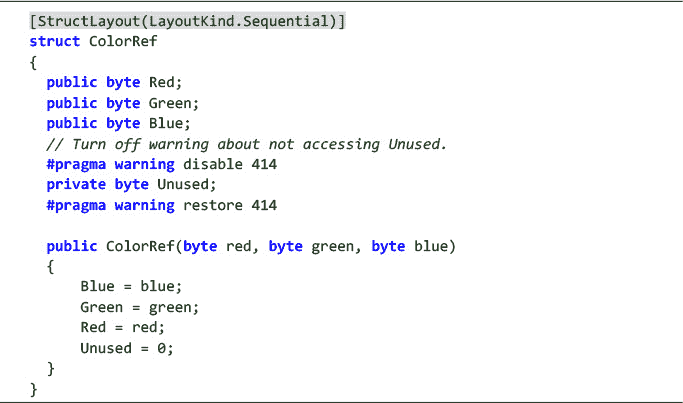 [StructLayout(LayoutKind.Sequential)]
struct ColorRef
{
  public byte Red;
  public byte Green;
  public byte Blue;
  // Turn off warning about not accessing Unused.
  #pragma warning disable 414
  private byte Unused;
  #pragma warning restore 414

  public ColorRef(byte red, byte green, byte blue)
  {
      Blue = blue;
      Green = green;
      Red = red;
      Unused = 0;
  }
}